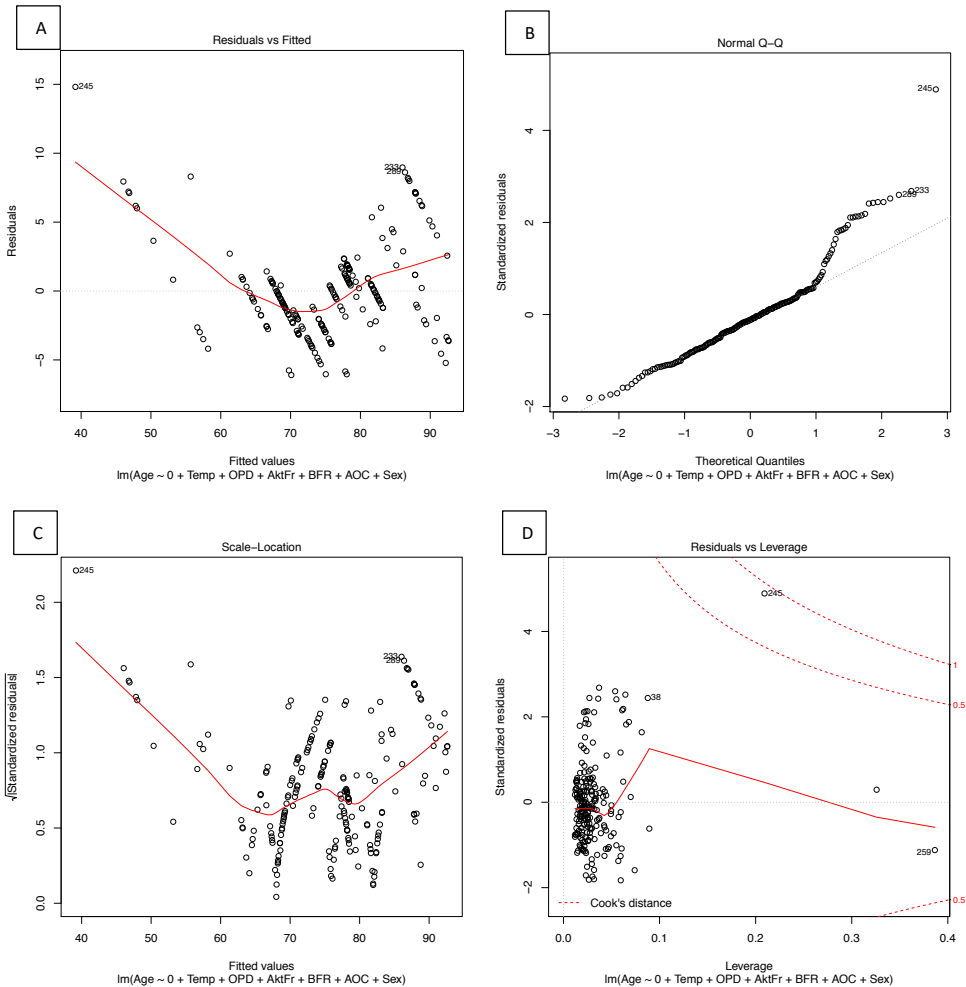 A
Residuals vs Fitted
15
10
5
0
−5
Residuals
245
233
289
40
50
60
70
80
90
Fitted values
lm(Age ~ 0 + Temp + OPD + AktFr + BFR + AOC + Sex)
B
Normal Q−Q
4
2
0
−2
Standardized residuals
245
233
289
−3
−2
−1
0
1
2
3
Theoretical Quantiles
lm(Age ~ 0 + Temp + OPD + AktFr + BFR + AOC + Sex)
C
Scale−Location
2.0
1.5
1.0
0.5
0.0
√|Standardized residuals|
245
233
289
40
50
60
70
80
90
Fitted values
lm(Age ~ 0 + Temp + OPD + AktFr + BFR + AOC + Sex)
D
Residuals vs Leverage
4
2
0
−2
Standardized residuals
245
38
259
1
0.5
0.5
Cook's distance
0.0
0.1
0.2
0.3
0.4
Leverage
lm(Age ~ 0 + Temp + OPD + AktFr + BFR + AOC + Sex)